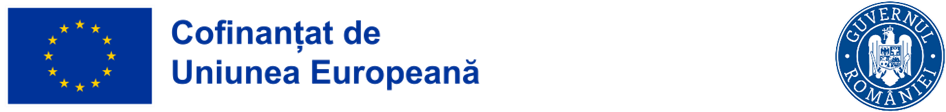 Cofinanțat de
Uniunea Europeană
GUVERNUL
ROMÂNIEI